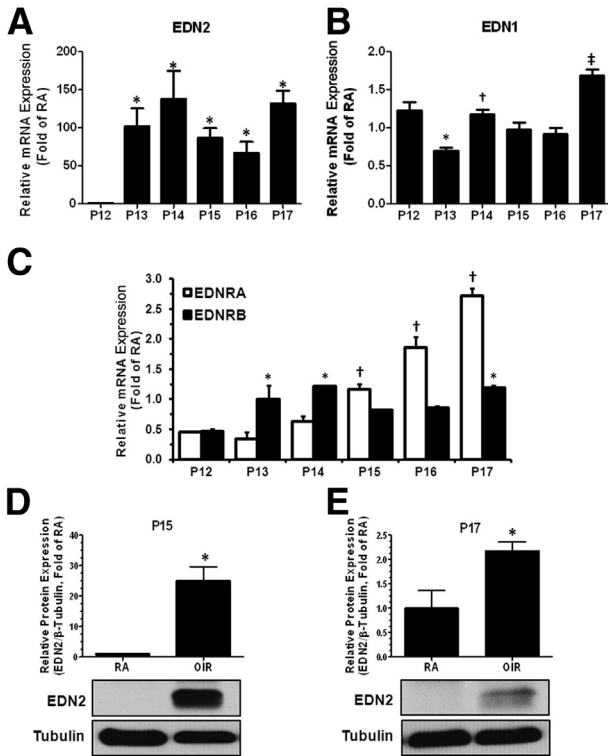 A
EDN2
Relative mRNA Expression
(Fold of RA)
200
150
100
50
0
*
*
*
*
*
P12 P13 P14 P15 P16 P17
B
EDN1
Relative mRNA Expression
(Fold of RA)
2.0
1.5
1.0
0.5
0.0
*
†
‡
P12 P13 P14 P15 P16 P17
C
Relative mRNA Expression
(Fold of RA)
3.0
2.5
2.0
1.5
1.0
0.5
0.0
EDNRA
EDNRB
*
*
†
†
†
*
P12 P13 P14 P15 P16 P17
D
P15
Relative Protein Expression
(EDN2/β-Tubulin, Fold of RA)
40
30
20
10
0
*
RA OIR
EDN2
Tubulin
E
P17
Relative Protein Expression
(EDN2/β-Tubulin, Fold of RA)
2.5
2.0
1.5
1.0
0.5
0.0
*
RA OIR
EDN2
Tubulin